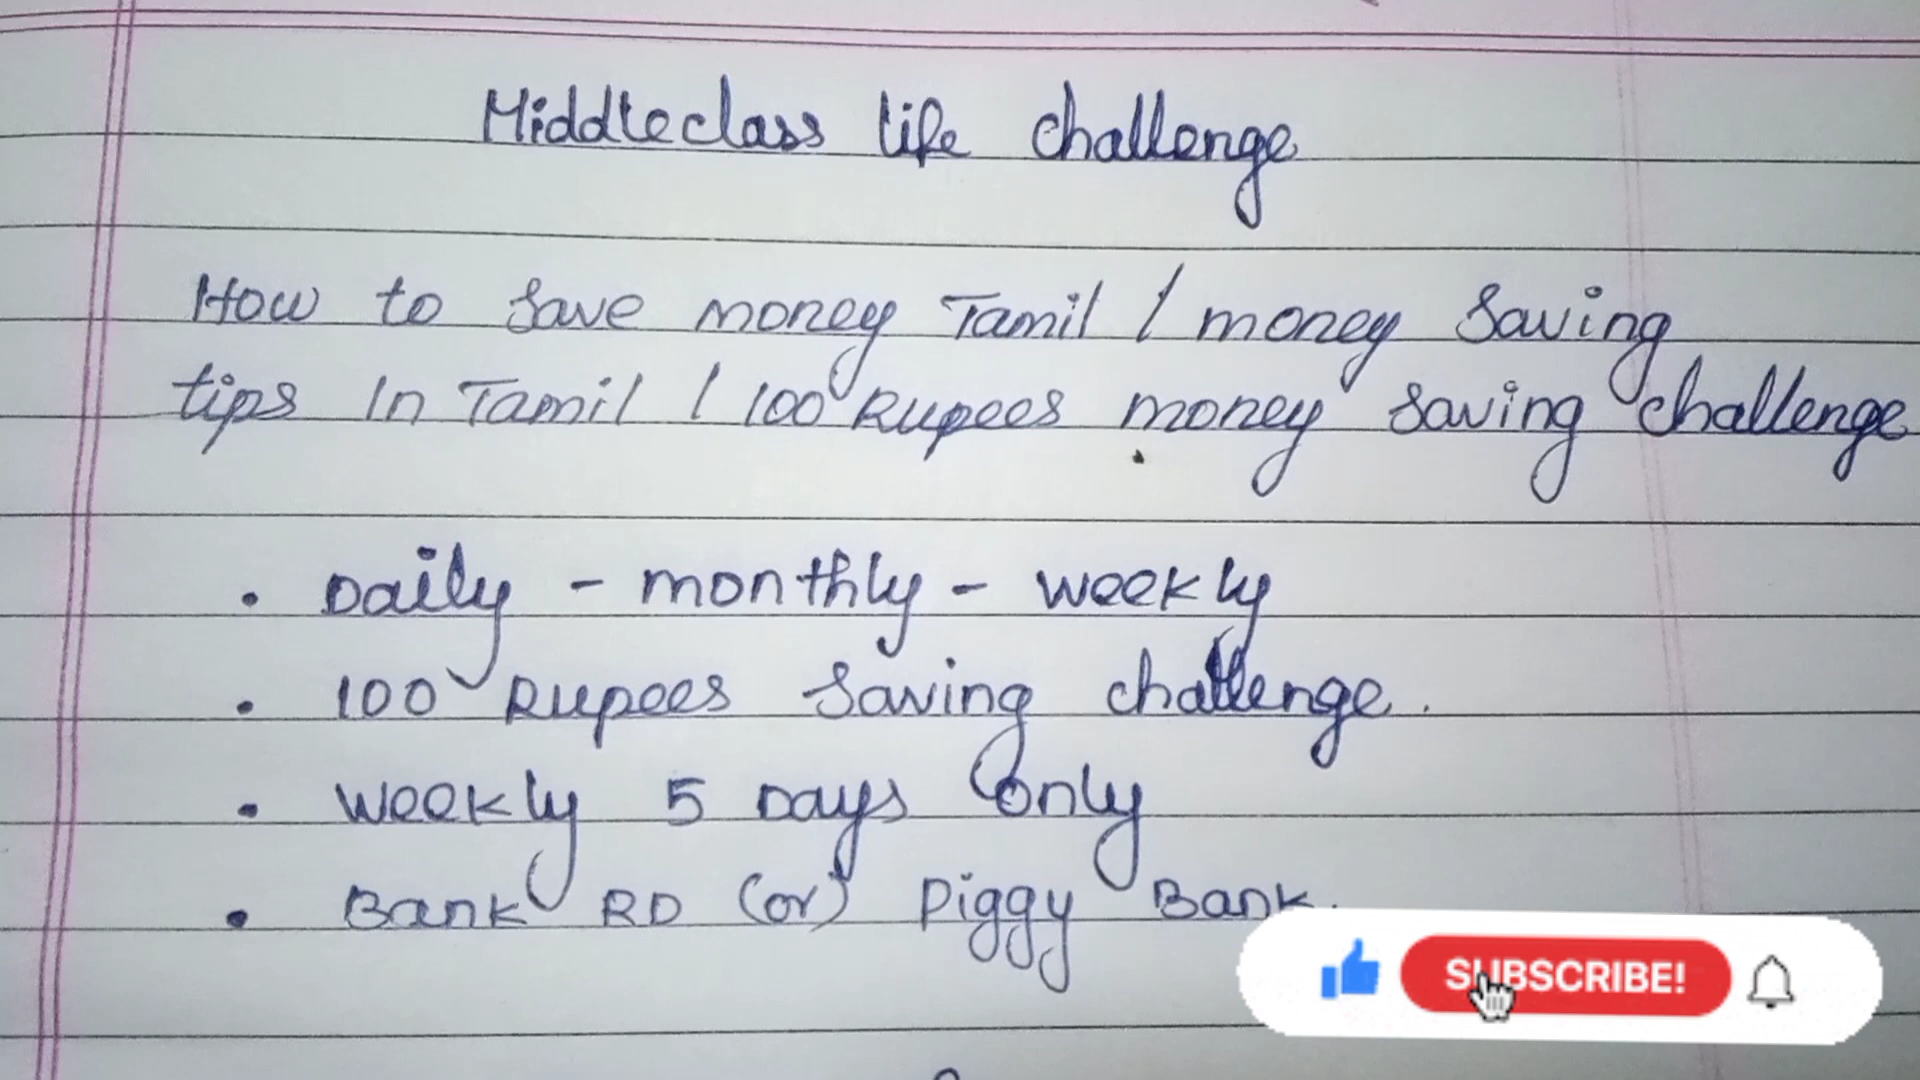 Middleclass life challenge
How to save money Tamil / money saving
tips In Tamil / 100 Rupees money saving challenge
• Daily - monthly - weekly
• 100 Rupees saving challenge.
• weekly 5 Days only
• Bank RD (or) Piggy Bank.
SUBSCRIBE!